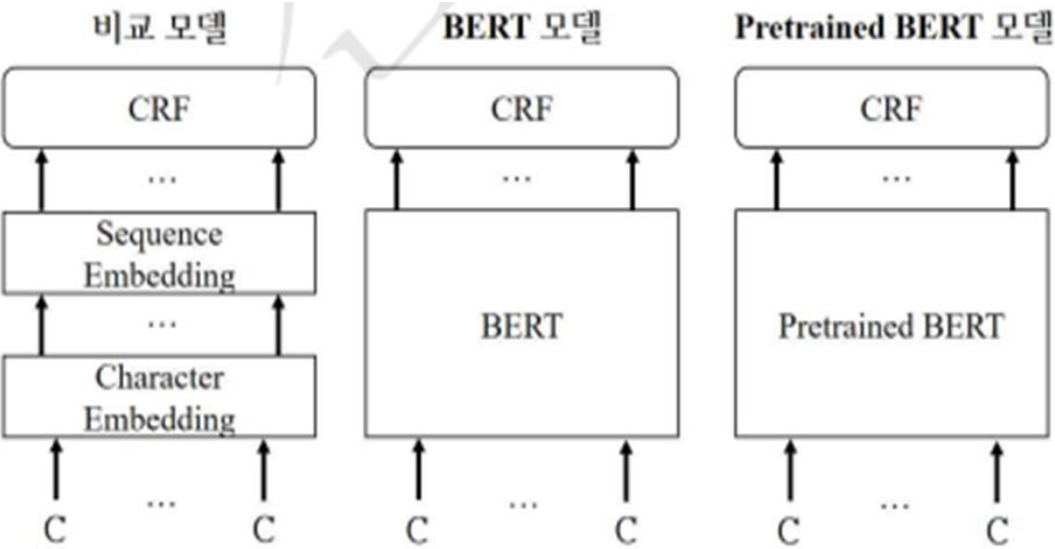 비교 모델
CRF
...
Sequence
Embedding
...
Character
Embedding
...
C
C
BERT 모델
CRF
...
BERT
...
C
C
Pretrained BERT 모델
CRF
...
Pretrained BERT
...
C
C